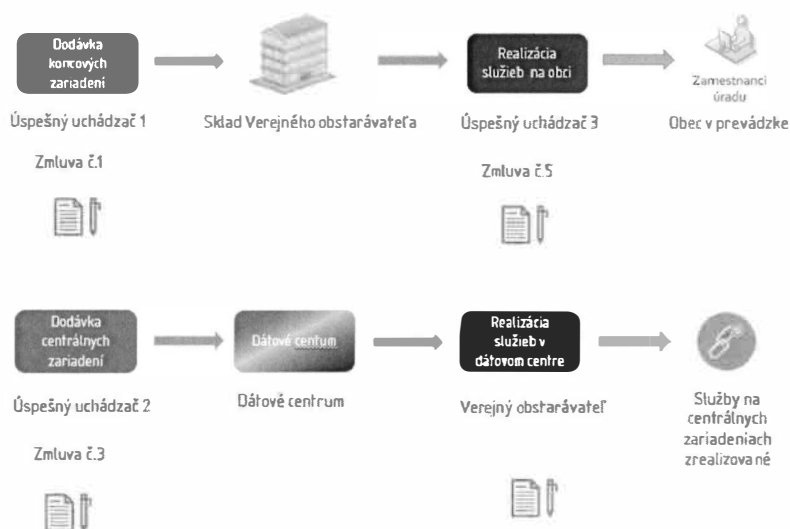 Dodávka
koncových
zariadení
Realizácia
služieb na obci
Zamestnanci
úradu
Úspešný uchádzač 1
Sklad Verejného obstarávateľa
Úspešný uchádzač 3
Obec v prevádzke
Zmluva č.1
Zmluva č.5
Dodávka
centrálnych
zariadení
Dátové centum
Realizácia
služieb v
dátovom centre
Úspešný uchádzač 2
Dátové centrum
Verejný obstarávateľ
Služby na
centrálnych
zariadeniach
zrealizované
Zmluva č.3